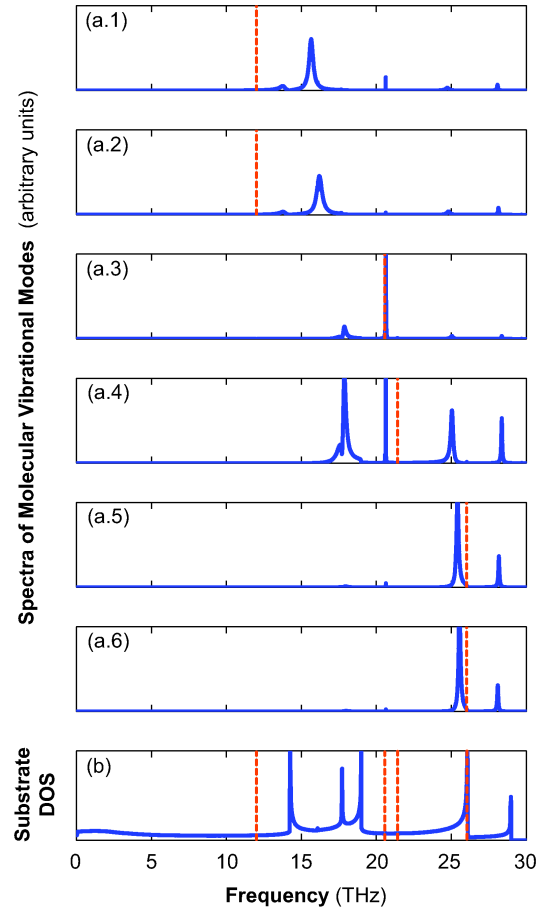 Spectra of Molecular Vibrational Modes (arbitrary units)
(a.1)
(a.2)
(a.3)
(a.4)
(a.5)
(a.6)
Substrate
DOS
(b)
0 5 10 15 20 25 30
Frequency (THz)